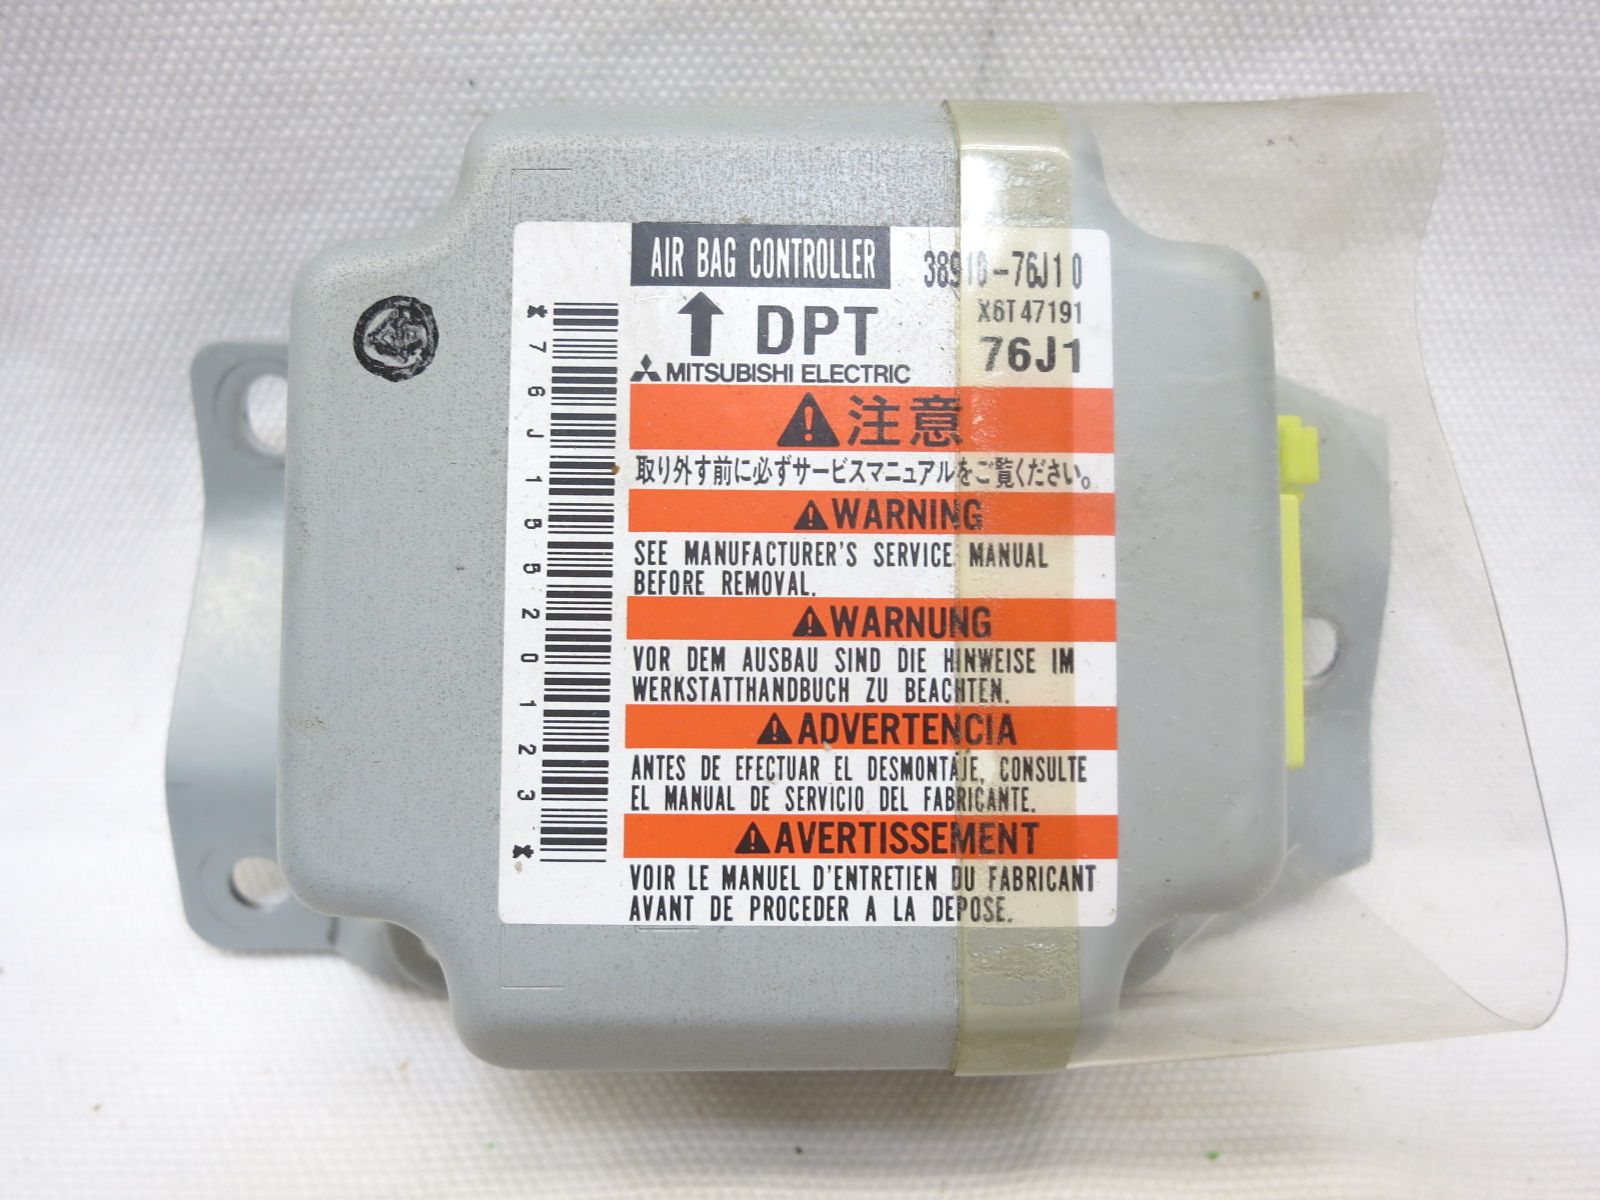 AIR BAG CONTROLLER 38910-76J10
X6T47191
DPT
76J1
MITSUBISHI ELECTRIC
注意
取り外す前に必ずサービスマニュアルをご覧ください。
WARNING
SEE MANUFACTURER'S SERVICE MANUAL
BEFORE REMOVAL.
WARNUNG
VOR DEM AUSBAU SIND DIE HINWEISE IM
WERKSTATTHANDBUCH ZU BEACHTEN.
ADVERTENCIA
ANTES DE EFECTUAR EL DESMONTAJE, CONSULTE
EL MANUAL DE SERVICIO DEL FABRICANTE.
AVERTISSEMENT
VOIR LE MANUEL D'ENTRETIEN DU FABRICANT
AVANT DE PROCEDER A LA DEPOSE.
*76J1BB20123*